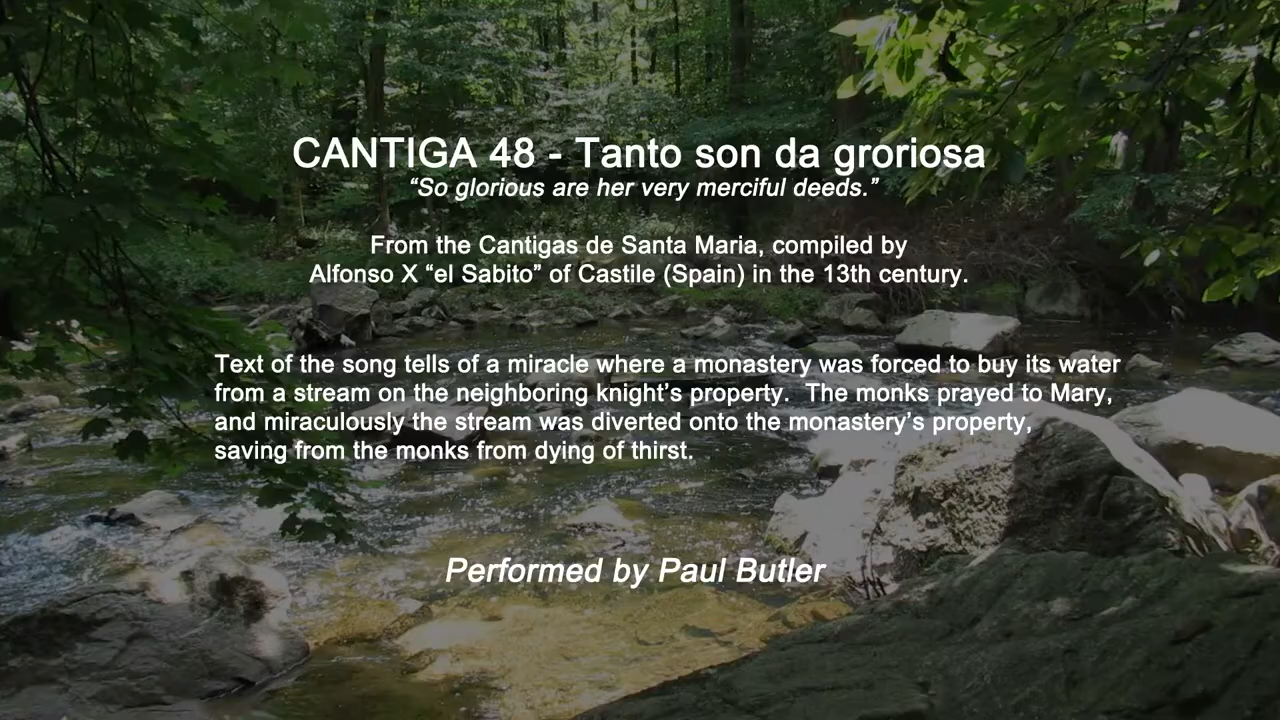 CANTIGA 48 - Tanto son da groriosa
“So glorious are her very merciful deeds.”
From the Cantigas de Santa Maria, compiled by
Alfonso X “el Sabito” of Castile (Spain) in the 13th century.
Text of the song tells of a miracle where a monastery was forced to buy its water
from a stream on the neighboring knight’s property.  The monks prayed to Mary,
and miraculously the stream was diverted onto the monastery’s property,
saving from the monks from dying of thirst.
Performed by Paul Butler